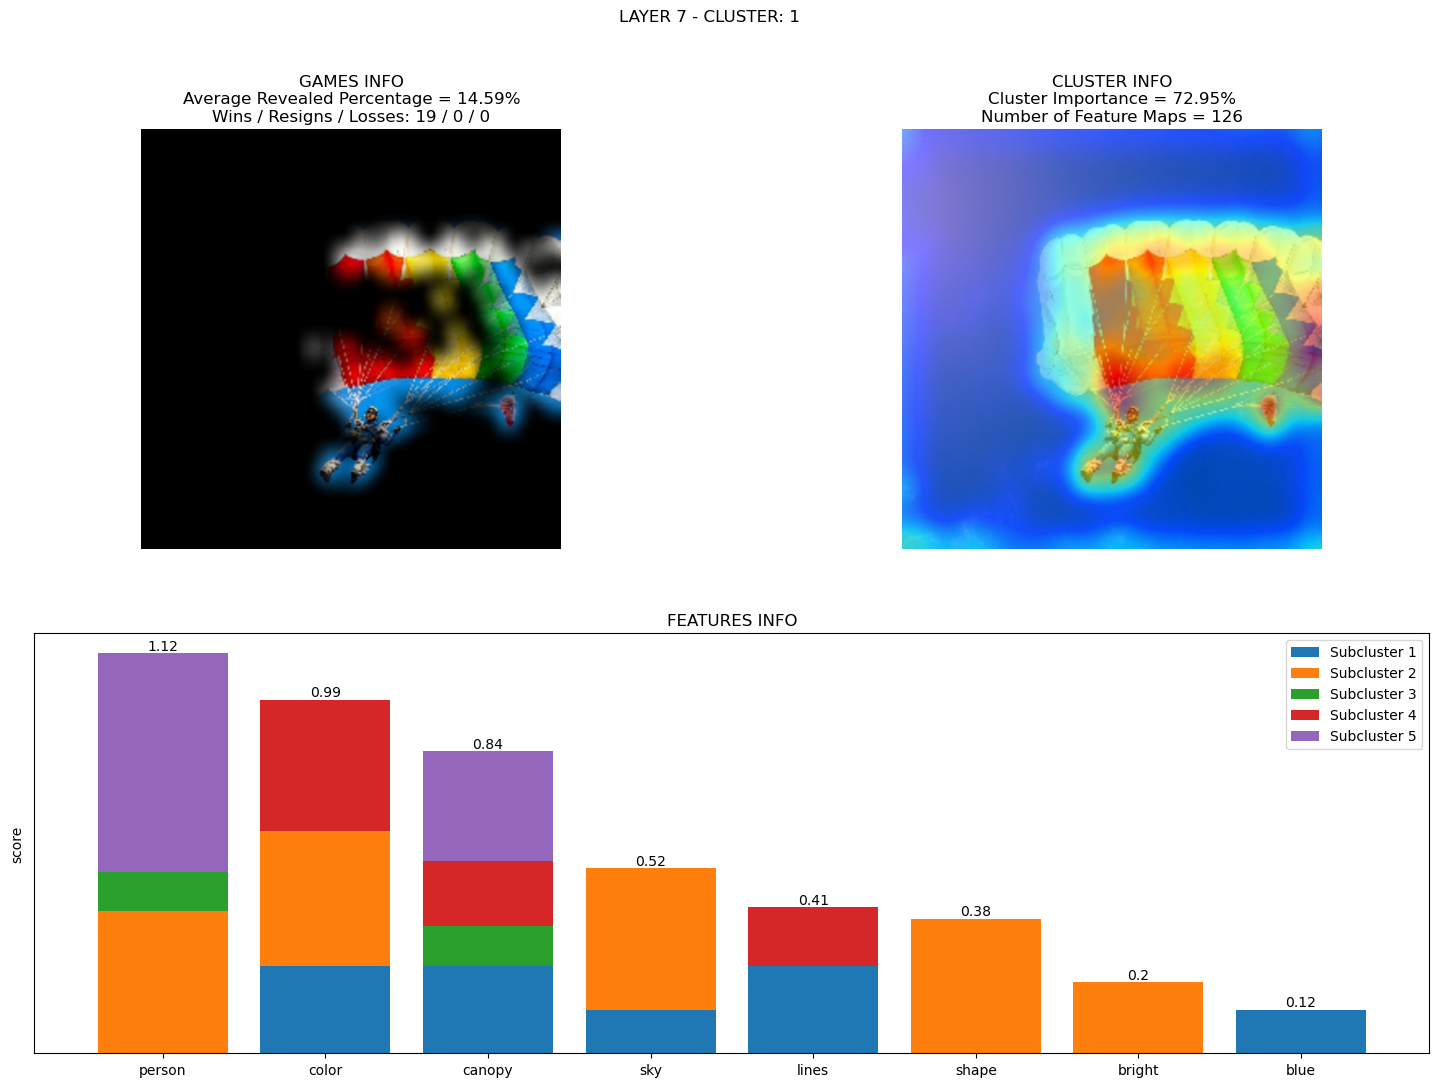 LAYER 7 - CLUSTER: 1
GAMES INFO
Average Revealed Percentage = 14.59%
Wins / Resigns / Losses: 19 / 0 / 0
CLUSTER INFO
Cluster Importance = 72.95%
Number of Feature Maps = 126
FEATURES INFO
score
1.12
0.99
0.84
0.52
0.41
0.38
0.2
0.12
Subcluster 1
Subcluster 2
Subcluster 3
Subcluster 4
Subcluster 5
person
color
canopy
sky
lines
shape
bright
blue